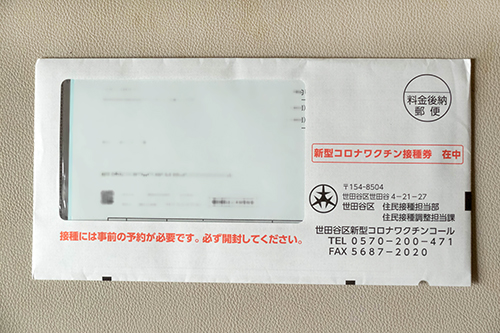 料金後納
郵便
新型コロナワクチン接種券 在中
〒154-8504
世田谷区世田谷 4-21-27
世田谷区 住民接種担当部
住民接種調整担当課
接種には事前の予約が必要です。必ず開封してください。
世田谷区新型コロナワクチンコール
TEL 0570-200-471
FAX 5687-2020